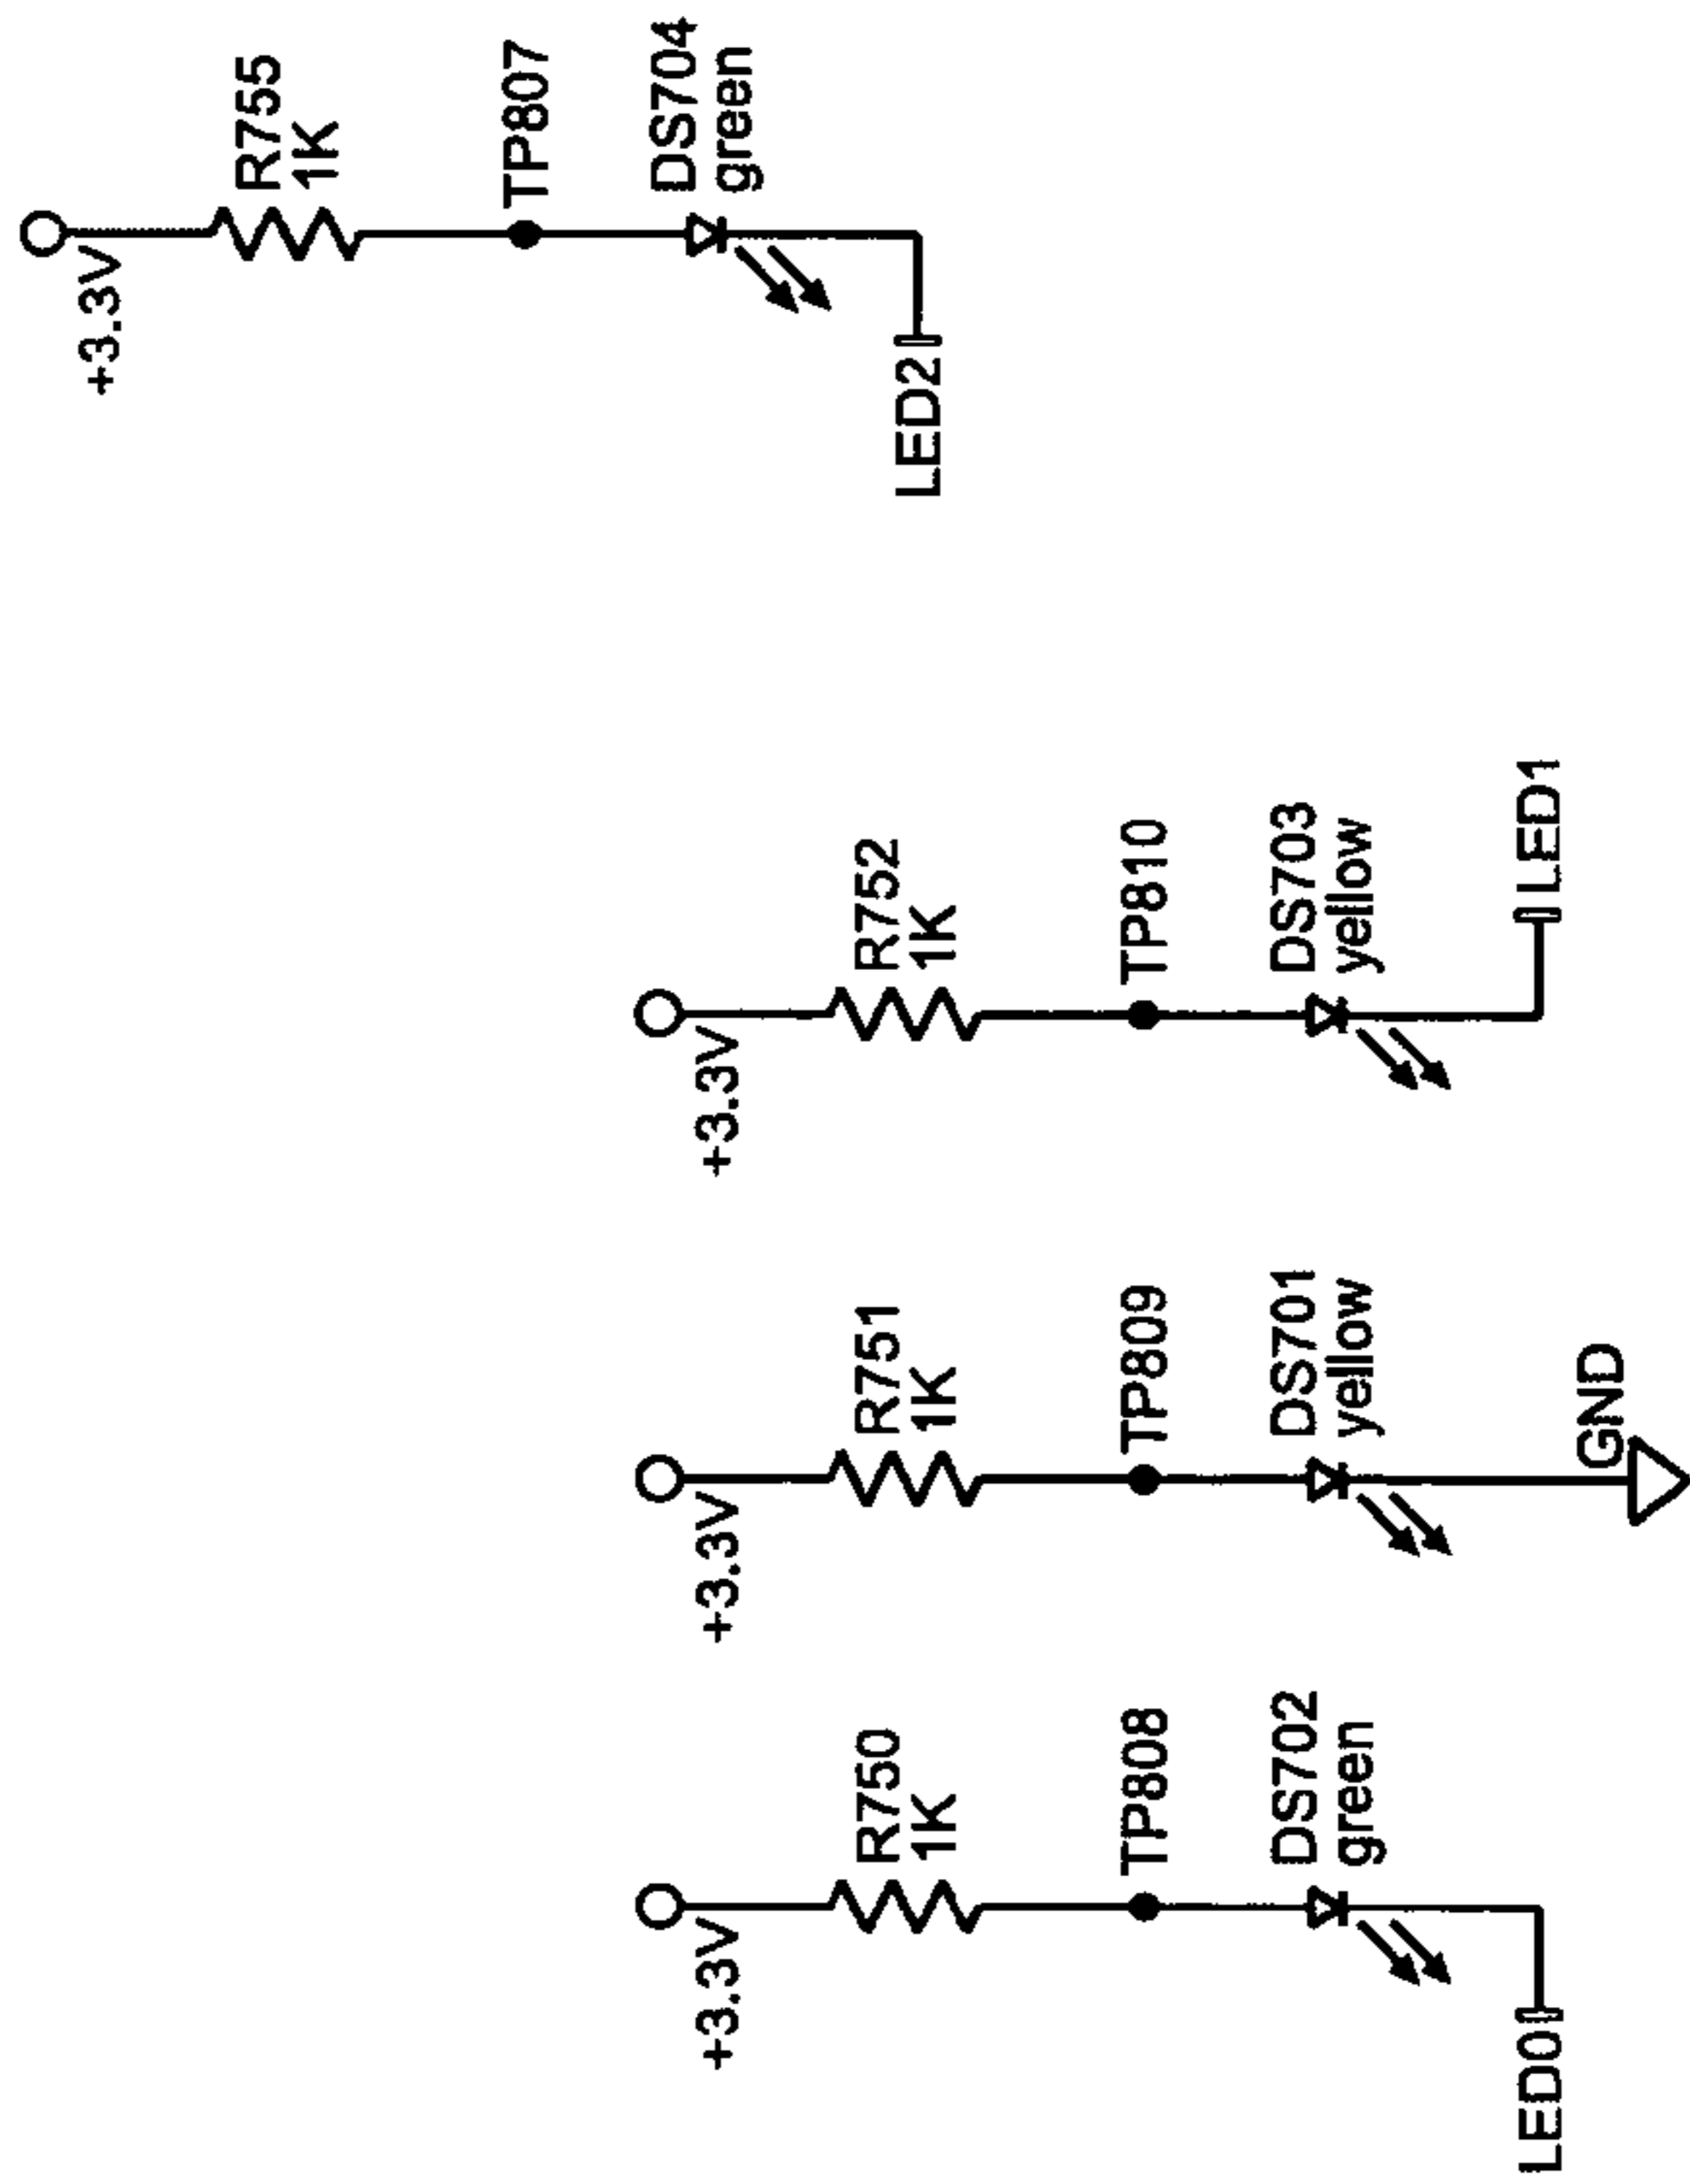 +3.3V
R755
1K
TP807
DS704
green
LED2
+3.3V
R752
1K
TP810
DS703
yellow
LED1
+3.3V
R751
1K
TP809
DS701
yellow
GND
+3.3V
R750
1K
TP808
DS702
green
LED0